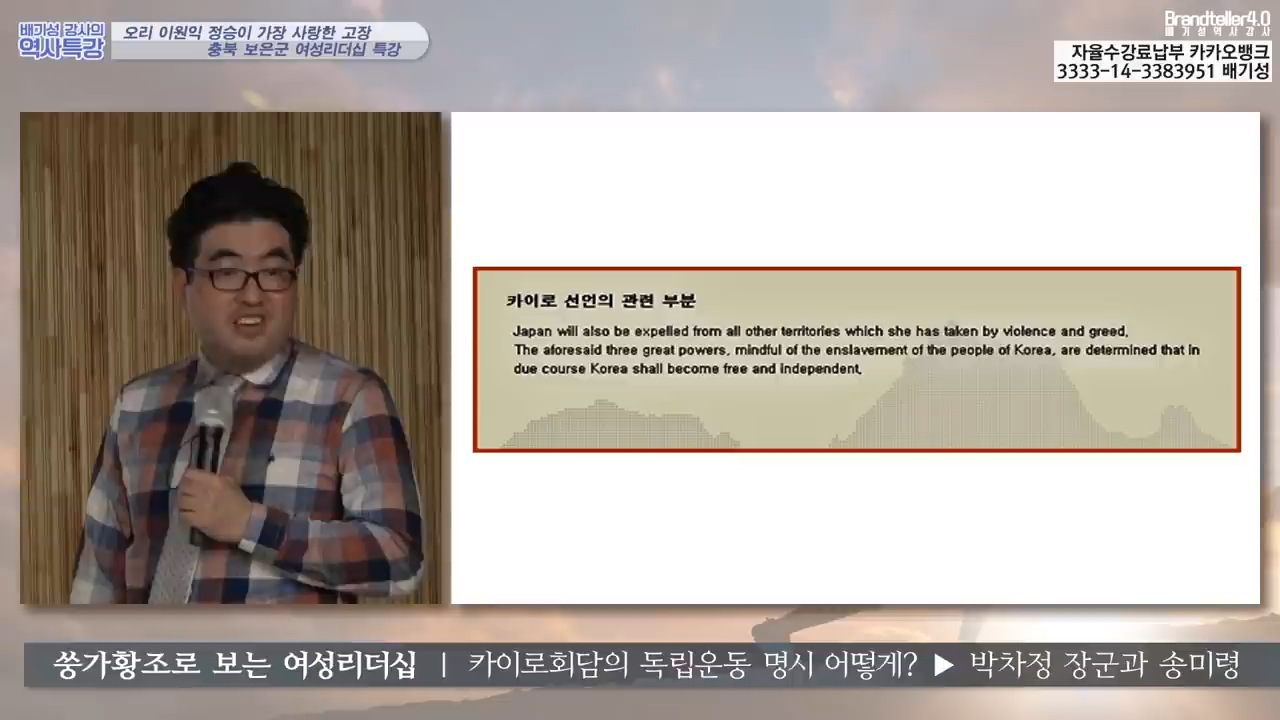 배기성 강사의
역사특강
오리 이원익 정승이 가장 사랑한 고장
충북 보은군 여성리더십 특강
Brandteller4.0
배기성역사강사
자율수강료납부 카카오뱅크
3333-14-3383951 배기성
카이로 선언의 관련 부분
Japan will also be expelled from all other territories which she has taken by violence and greed.
The aforesaid three great powers, mindful of the enslavement of the people of Korea, are determined that in
due course Korea shall become free and independent.
쑹가황조로 보는 여성리더십 | 카이로회담의 독립운동 명시 어떻게? ▶ 박차정 장군과 송미령